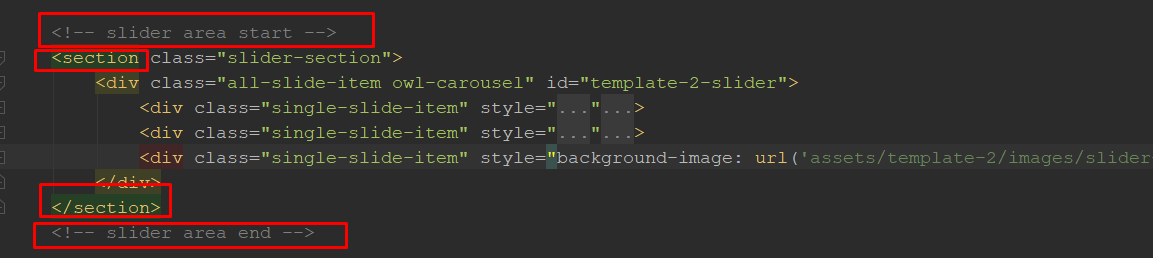 <!-- slider area start -->
<section class="slider-section">
<div class="all-slide-item owl-carousel" id="template-2-slider">
<div class="single-slide-item" style="..."...>
<div class="single-slide-item" style="..."...>
<div class="single-slide-item" style="background-image: url('assets/template-2/images/slider
</div>
</section>
<!-- slider area end -->